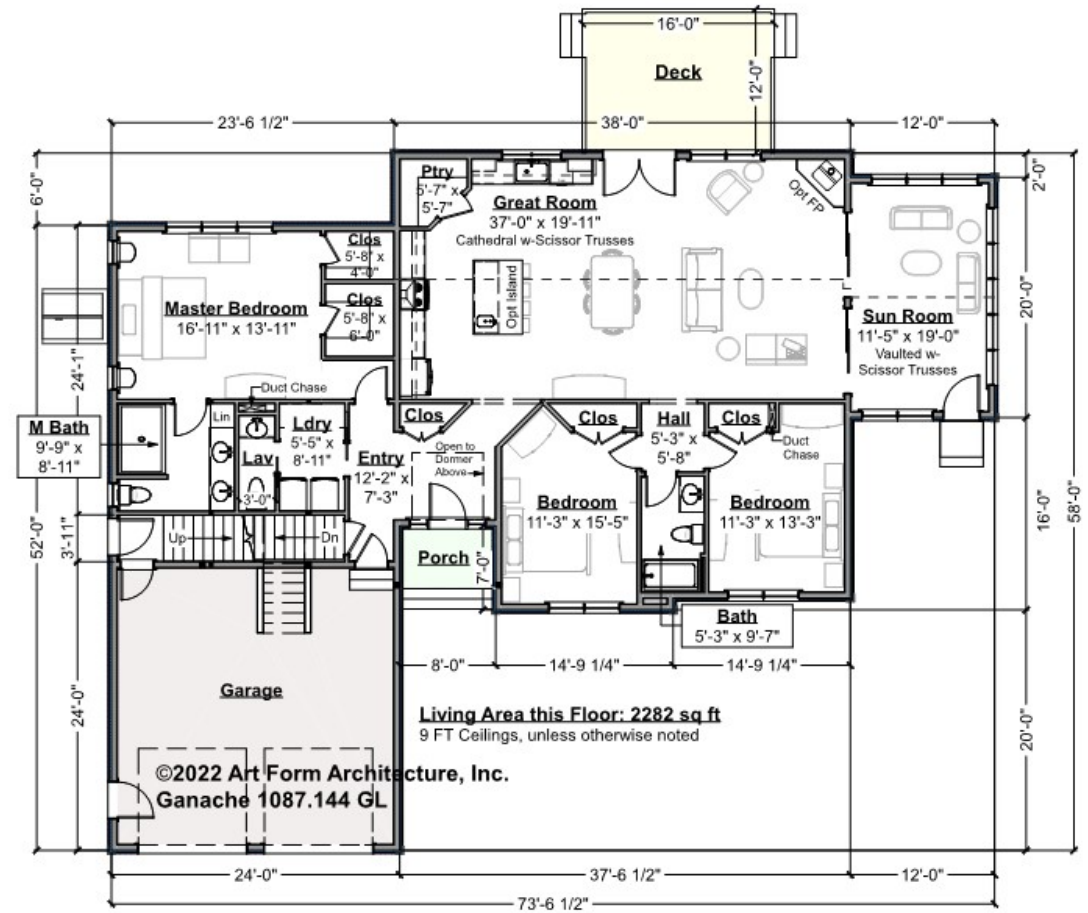 16'-0"
Deck
12'-0"
23'-6 1/2"
38'-0"
12'-0"
6'-0"
2'-0"
Ptry
5'-7" x
5'-7"
Great Room
37'-0" x 19'-11"
Cathedral w-Scissor Trusses
Opt FP
Clos
5'-8" x
4'-0"
Clos
5'-8" x
6'-0"
Master Bedroom
16'-11" x 13'-11"
Opt Island
Sun Room
11'-5" x 19'-0"
Vaulted w-
Scissor Trusses
20'-0"
24'-1"
Duct Chase
M Bath
9'-9" x
8'-11"
Lin
Lav
3'-0"
Ldry
5'-5" x
8'-11"
Entry
12'-2" x
7'-3"
Clos
Open to
Dormer
Above
Clos
Hall
5'-3" x
5'-8"
Clos
Duct
Chase
Bedroom
11'-3" x 15'-5"
Bedroom
11'-3" x 13'-3"
16'-0"
58'-0"
52'-0"
3'-11"
Up
Dn
Porch
7'-0"
Bath
5'-3" x 9'-7"
8'-0"
14'-9 1/4"
14'-9 1/4"
Garage
24'-0"
Living Area this Floor: 2282 sq ft
9 FT Ceilings, unless otherwise noted
20'-0"
©2022 Art Form Architecture, Inc.
Ganache 1087.144 GL
24'-0"
37'-6 1/2"
12'-0"
73'-6 1/2"